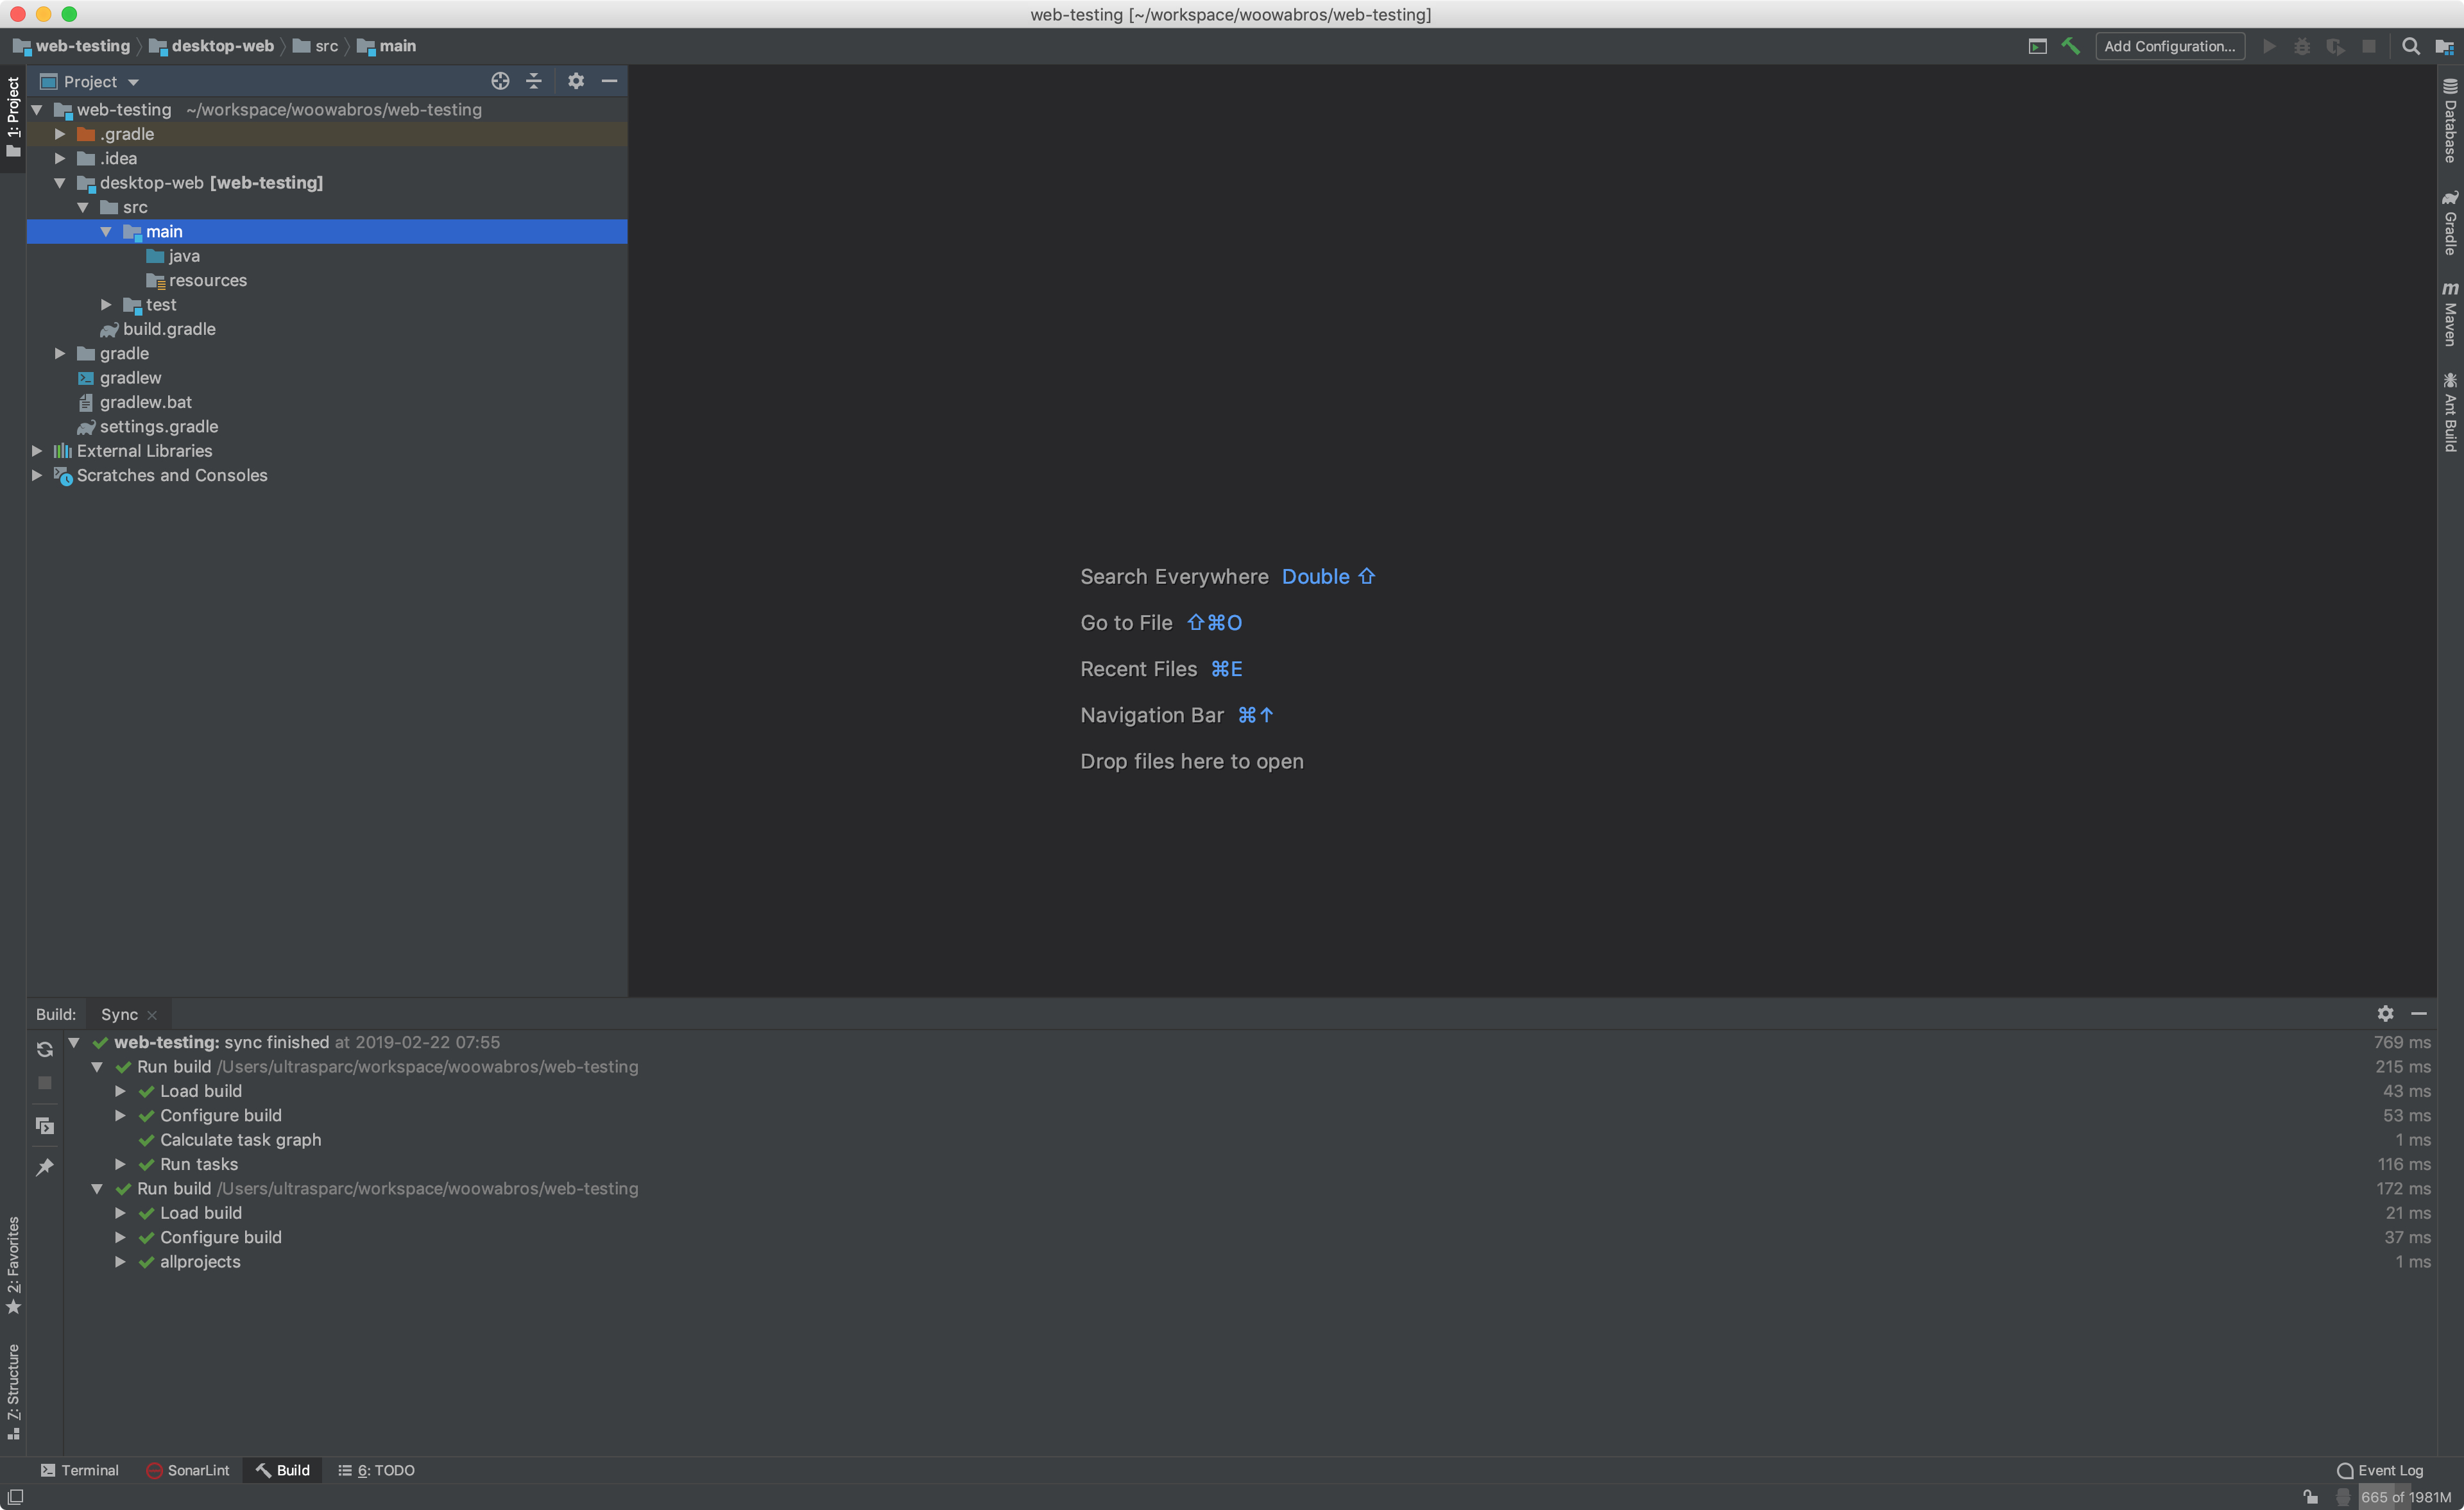 web-testing [~/workspace/woowabros/web-testing]
web-testing desktop-web src main
Add Configuration...
1: Project
Project
web-testing ~/workspace/woowabros/web-testing
.gradle
.idea
desktop-web [web-testing]
src
main
java
resources
test
build.gradle
gradle
gradlew
gradlew.bat
settings.gradle
External Libraries
Scratches and Consoles
Search Everywhere Double ⇧
Go to File ⇧⌘O
Recent Files ⌘E
Navigation Bar ⌘↑
Drop files here to open
Database
Gradle
m Maven
Ant Build
Build: Sync
web-testing: sync finished at 2019-02-22 07:55 769 ms
Run build /Users/ultrasparc/workspace/woowabros/web-testing 215 ms
Load build 43 ms
Configure build 53 ms
Calculate task graph 1 ms
Run tasks 116 ms
Run build /Users/ultrasparc/workspace/woowabros/web-testing 172 ms
Load build 21 ms
Configure build 37 ms
allprojects 1 ms
2: Favorites
7: Structure
Terminal SonarLint Build 6: TODO
Event Log
665 of 1981M